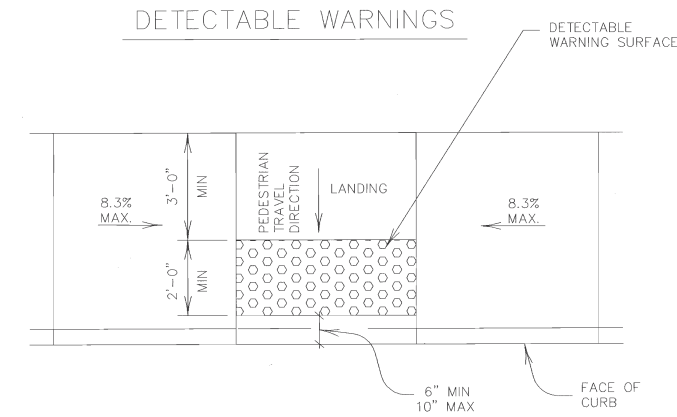 DETECTABLE WARNINGS
DETECTABLE
WARNING SURFACE
3'-0"
MIN
PEDESTRIAN
TRAVEL
DIRECTION
LANDING
8.3%
MAX.
8.3%
MAX.
2'-0"
MIN
6" MIN
10" MAX
FACE OF
CURB